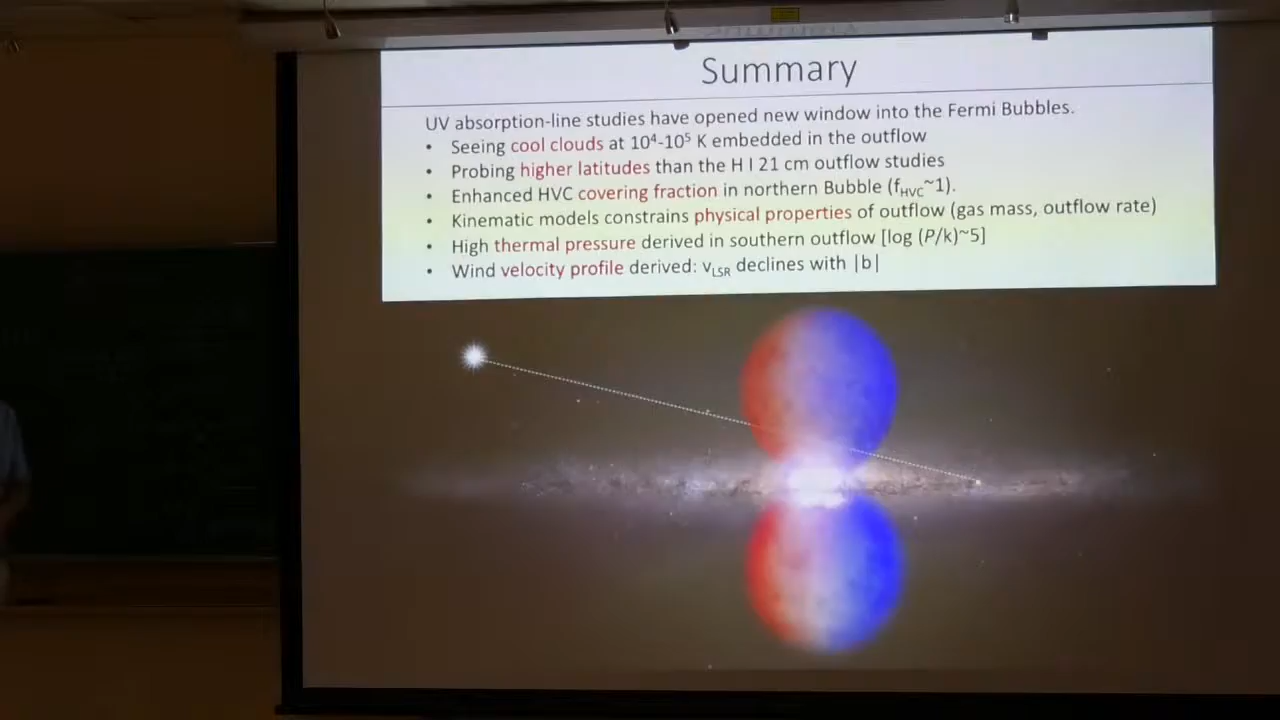 Summary
UV absorption-line studies have opened new window into the Fermi Bubbles.
• Seeing cool clouds at 10⁴-10⁵ K embedded in the outflow
• Probing higher latitudes than the H I 21 cm outflow studies
• Enhanced HVC covering fraction in northern Bubble (f_HVC~1).
• Kinematic models constrains physical properties of outflow (gas mass, outflow rate)
• High thermal pressure derived in southern outflow [log (P/k)~5]
• Wind velocity profile derived: v_LSR declines with |b|